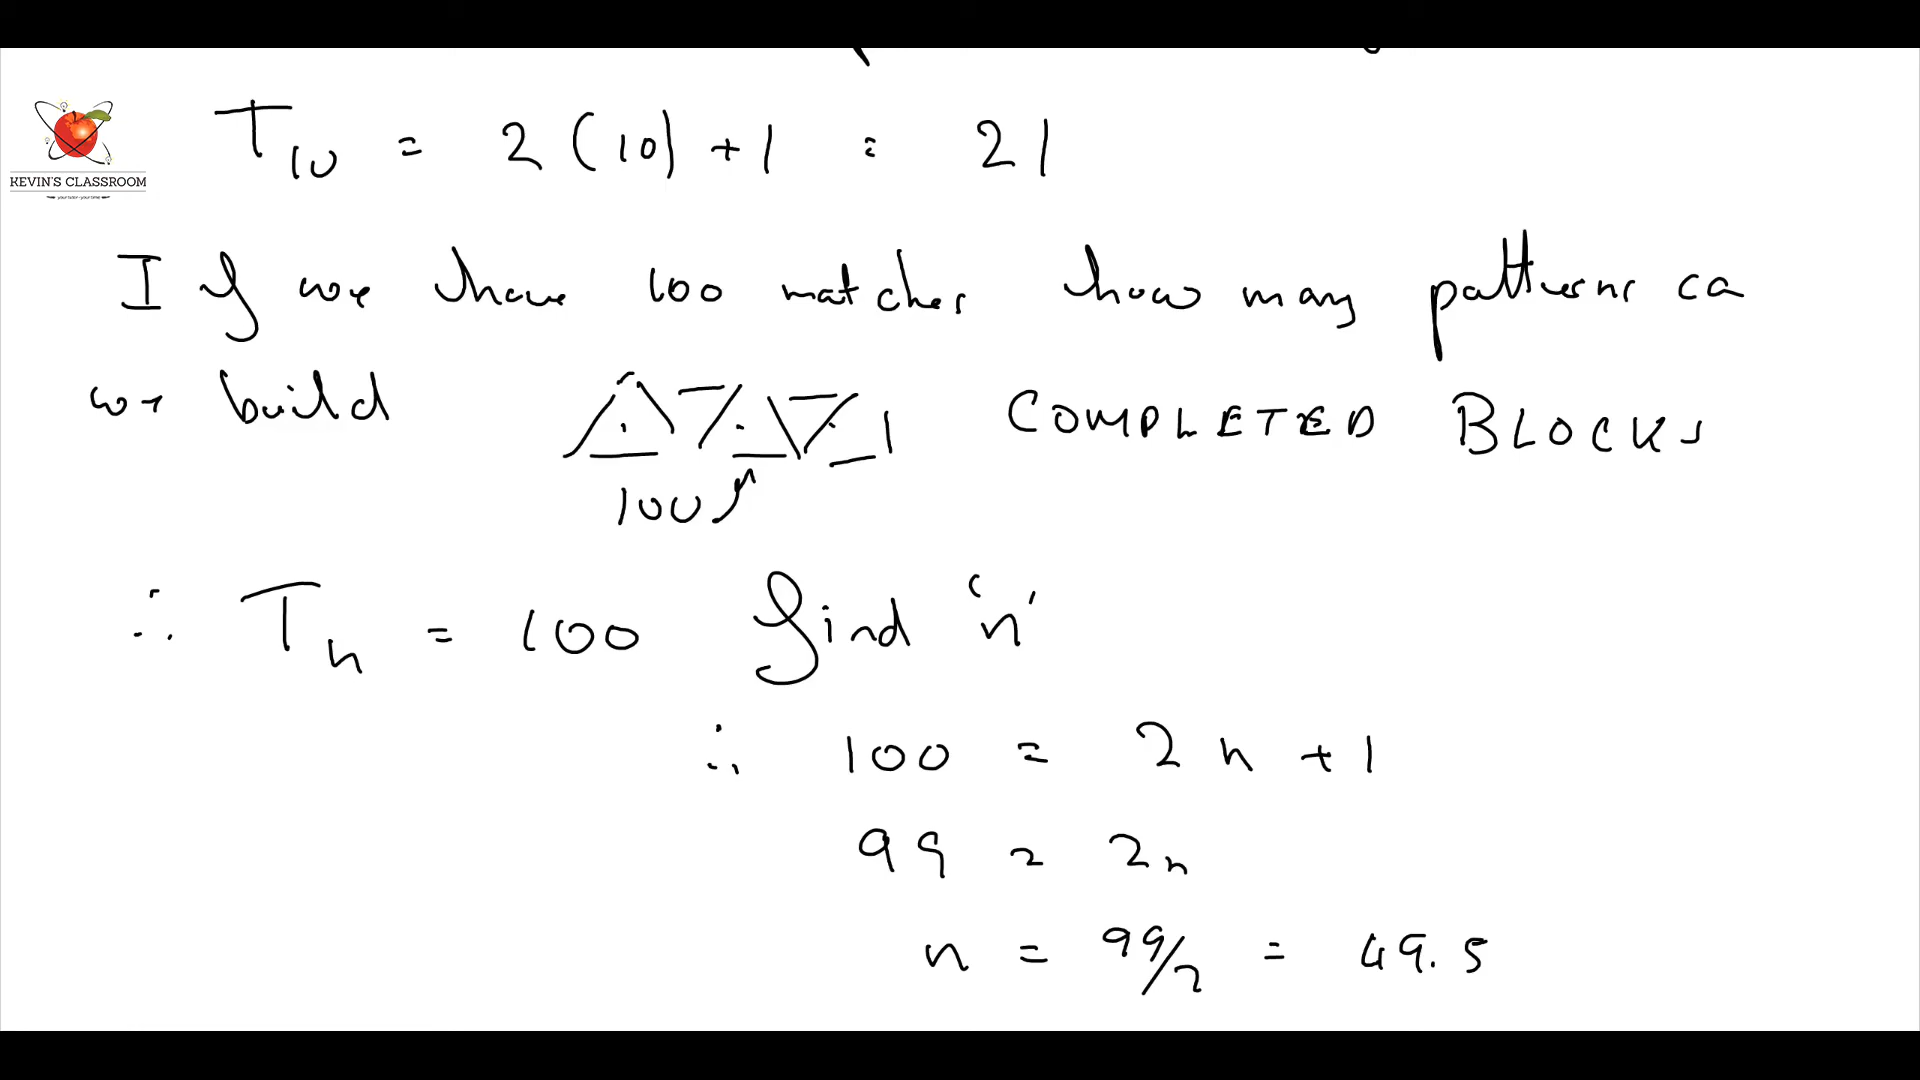 T10 = 2 (10) + 1 = 21
KEVIN'S CLASSROOM
If we have 100 matches how many patterns ca
we build COMPLETED BLOCKS
100
∴ Tn = 100 find 'n'
∴ 100 = 2n + 1
99 = 2n
n = 99/2 = 49.5